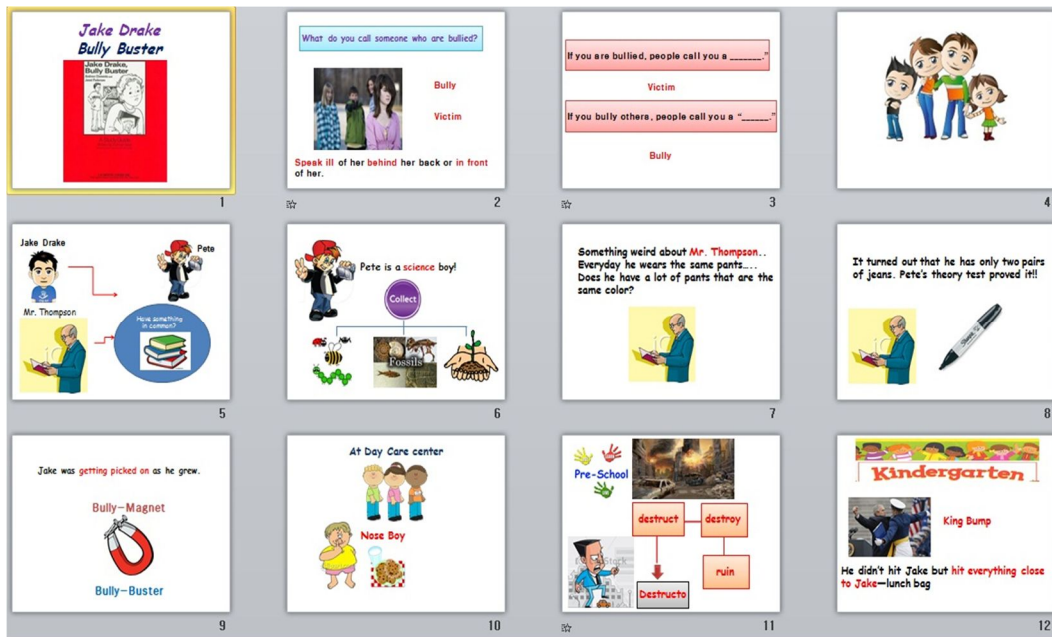 Jake Drake
Bully Buster
Jake Drake,
Bully Buster
1
What do you call someone who are bullied?
Bully
Victim
Speak ill of her behind her back or in front
of her.
2
If you are bullied, people call you a _______."
Victim
If you bully others, people call you a "______."
Bully
3
4
Jake Drake
Pete
Mr. Thompson
Have something
in common?
5
Pete is a science boy!
Collect
Fossils
6
Something weird about Mr. Thompson..
Everyday he wears the same pants....
Does he have a lot of pants that are the
same color?
7
It turned out that he has only two pairs
of jeans. Pete's theory test proved it!!
Sharpie
8
Jake was getting picked on as he grew.
Bully-Magnet
Bully-Buster
9
At Day Care center
Nose Boy
10
Pre-School
destruct
destroy
ruin
Destructo
11
Kindergarten
King Bump
He didn't hit Jake but hit everything close
to Jake—lunch bag
12